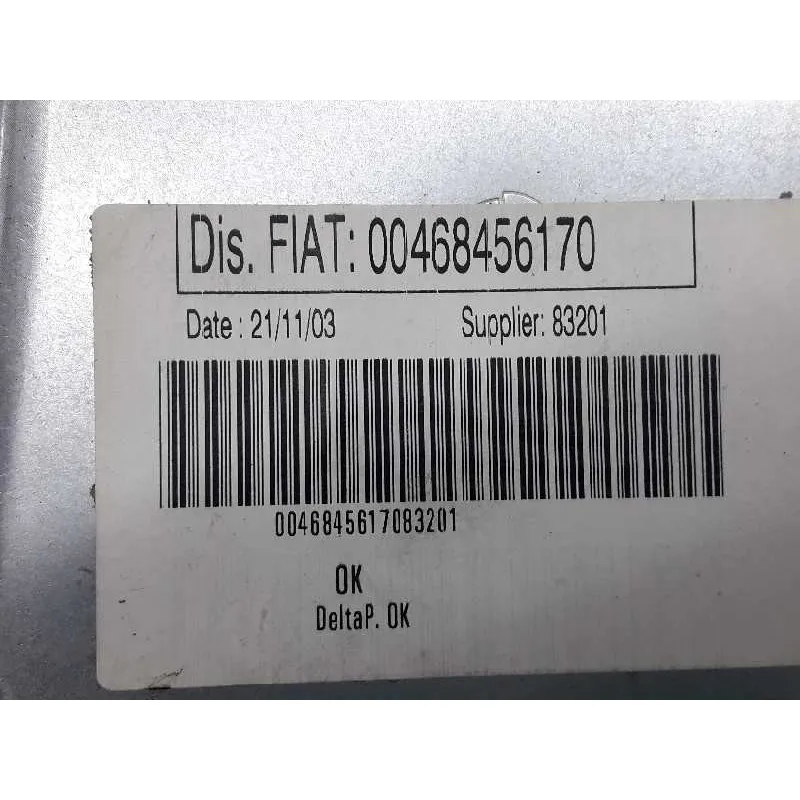 Dis. FIAT: 00468456170
Date : 21/11/03 Supplier: 83201
0046845617083201
OK
DeltaP. OK